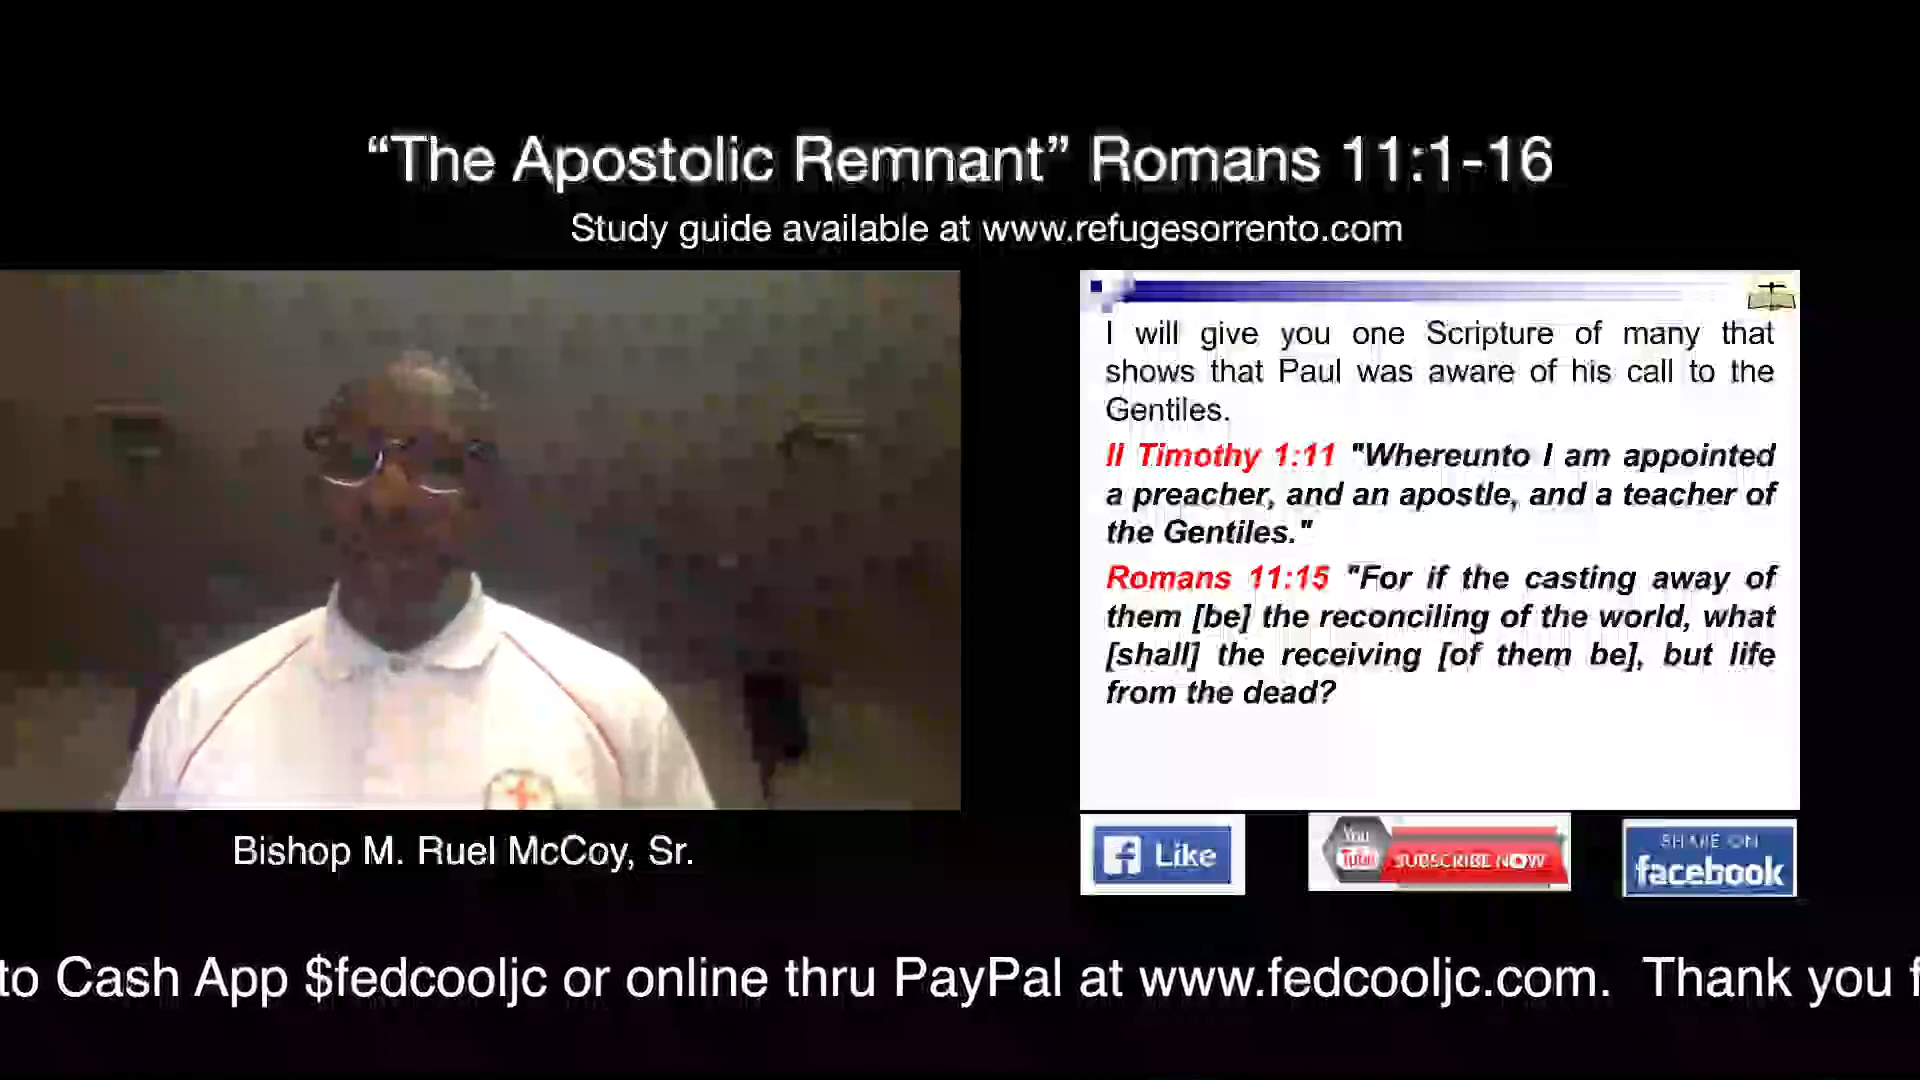 “The Apostolic Remnant” Romans 11:1-16
Study guide available at www.refugesorrento.com
I will give you one Scripture of many that
shows that Paul was aware of his call to the
Gentiles.
II Timothy 1:11 "Whereunto I am appointed
a preacher, and an apostle, and a teacher of
the Gentiles."
Romans 11:15 "For if the casting away of
them [be] the reconciling of the world, what
[shall] the receiving [of them be], but life
from the dead?
Bishop M. Ruel McCoy, Sr.
f Like
You
Tube
SUBSCRIBE NOW
SHARE ON
facebook
to Cash App $fedcooljc or online thru PayPal at www.fedcooljc.com. Thank you f